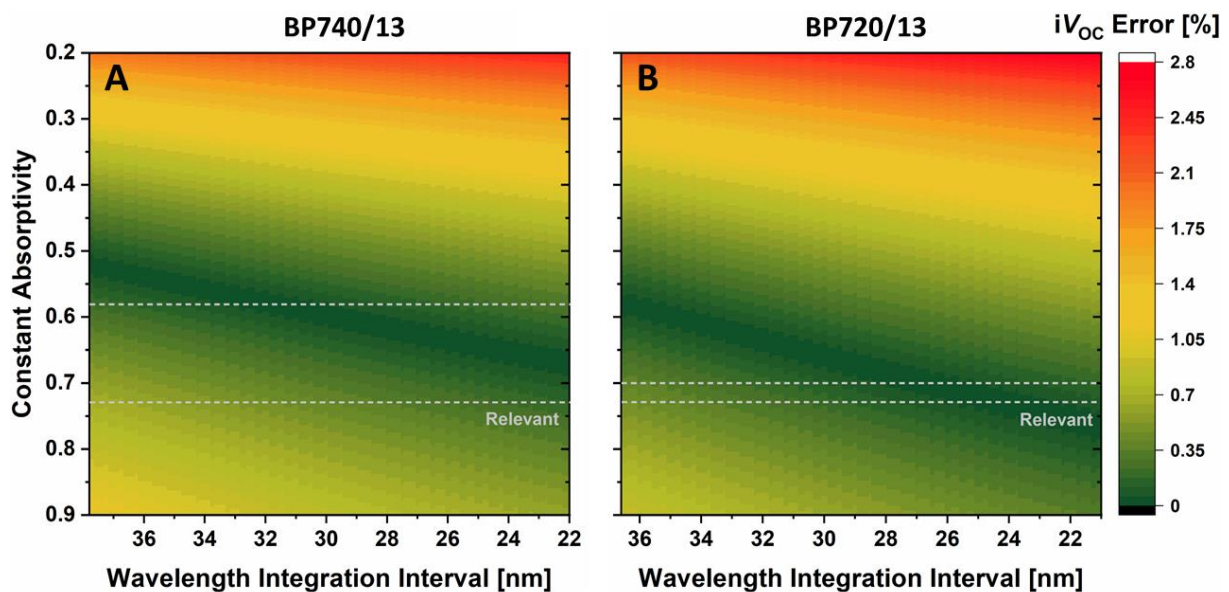 BP740/13
BP720/13
iVOC Error [%]
A
B
Constant Absorptivity
0.2
0.3
0.4
0.5
0.6
0.7
0.8
0.9
Relevant
Relevant
2.8
2.45
2.1
1.75
1.4
1.05
0.7
0.35
0
36 34 32 30 28 26 24 22
36 34 32 30 28 26 24 22
Wavelength Integration Interval [nm]
Wavelength Integration Interval [nm]